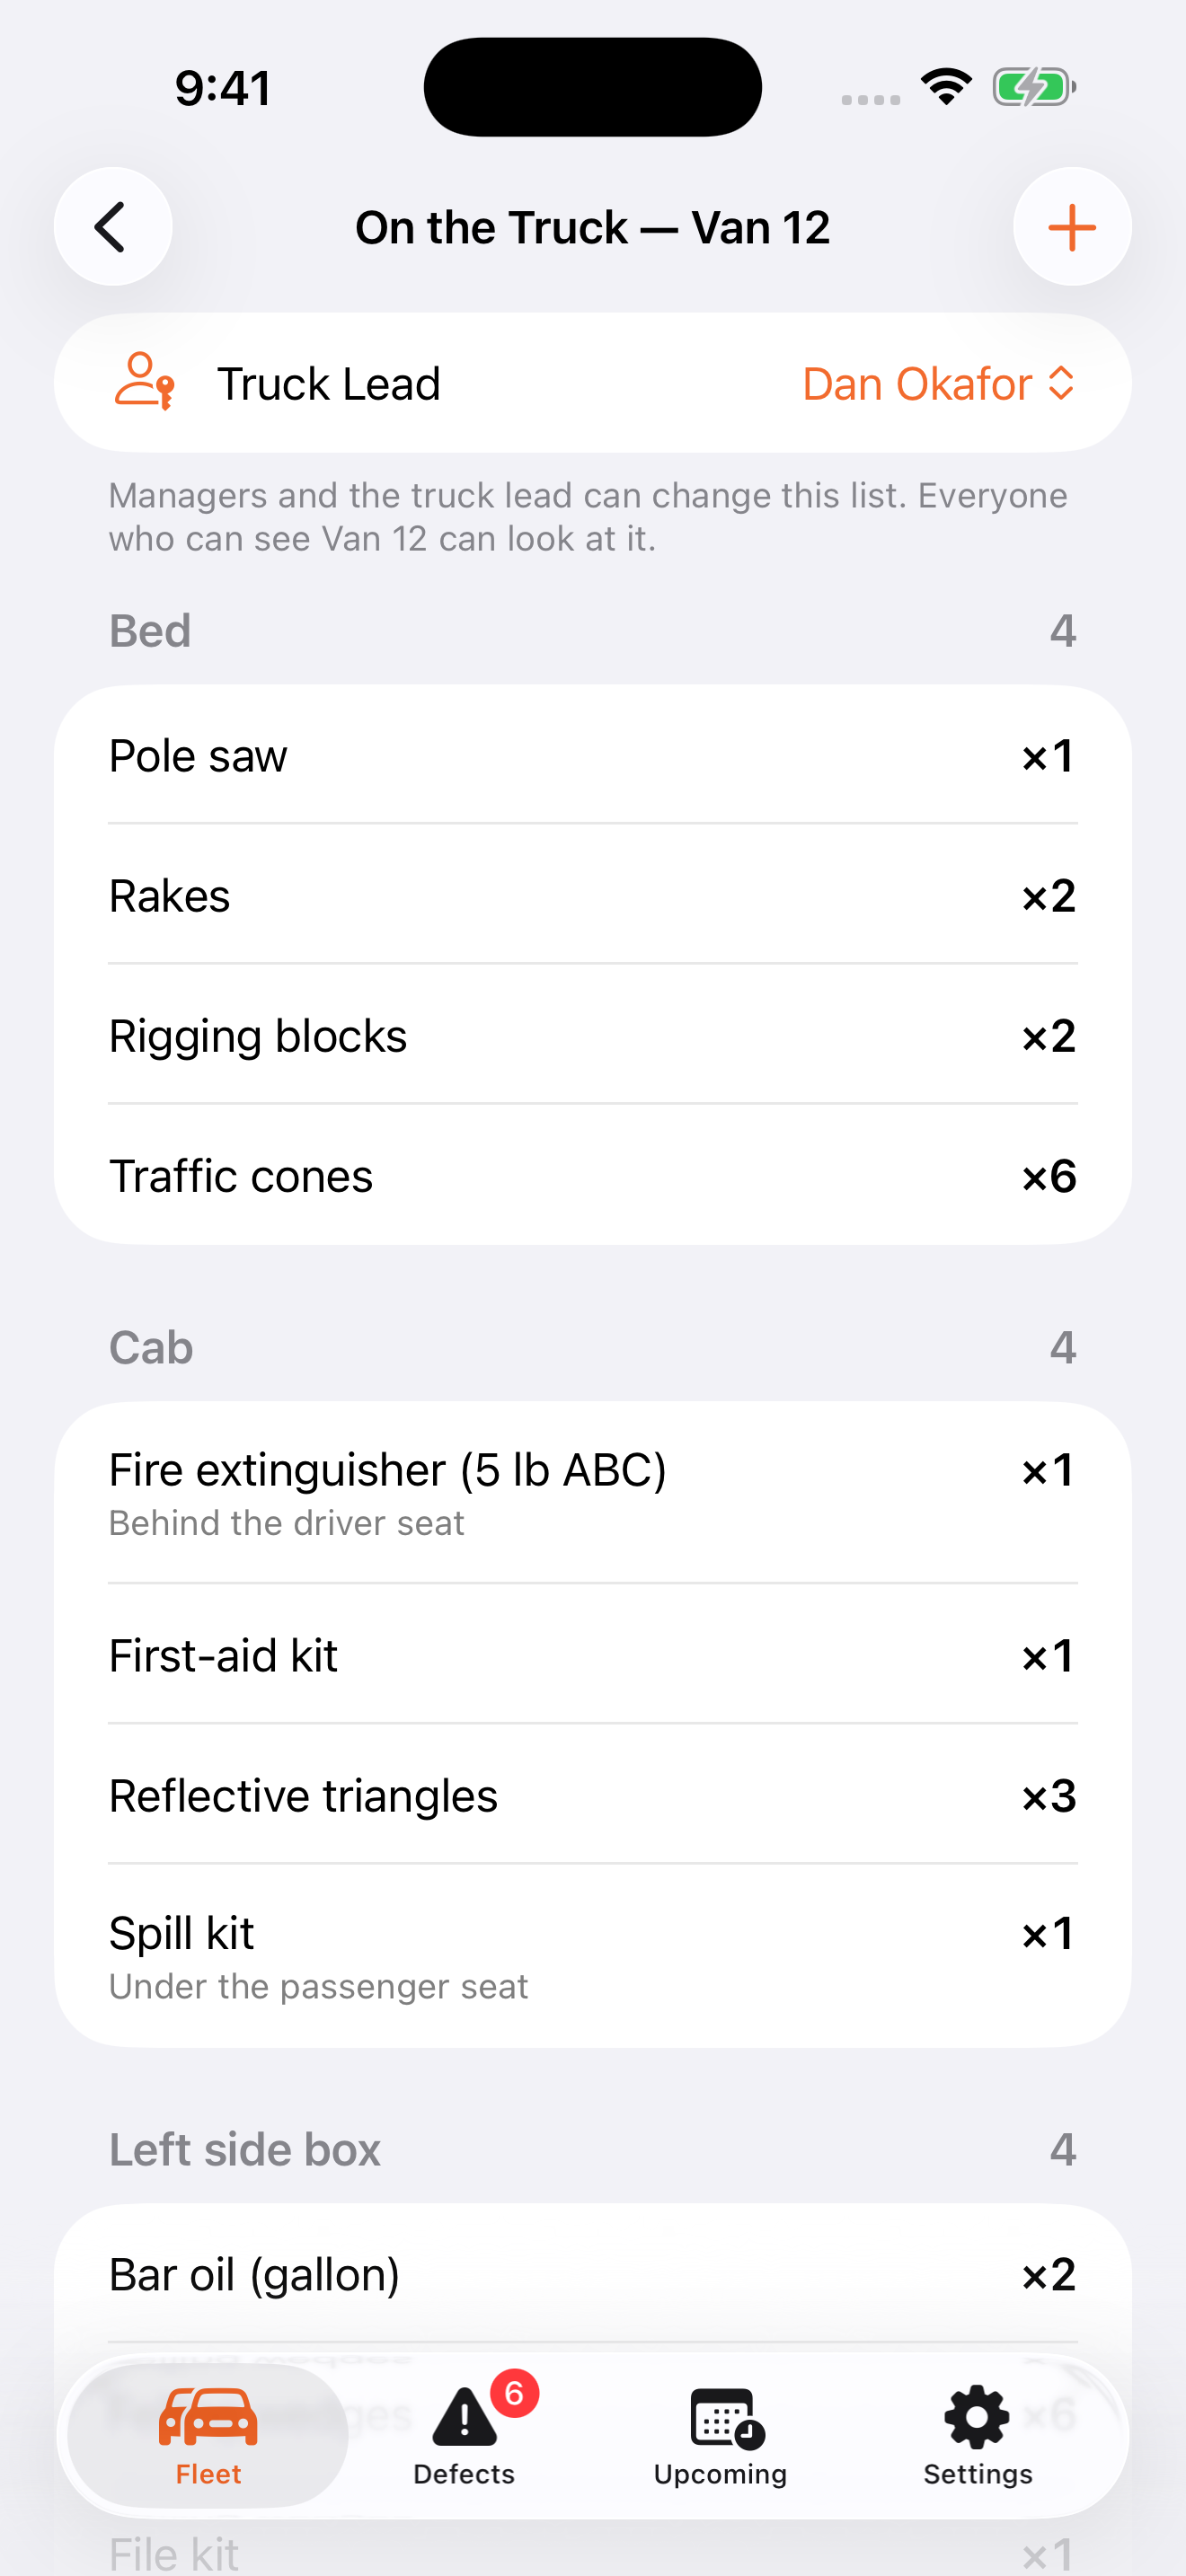 9:41
On the Truck — Van 12
Truck Lead
Dan Okafor
Managers and the truck lead can change this list. Everyone
who can see Van 12 can look at it.
Bed 4
Pole saw ×1
Rakes ×2
Rigging blocks ×2
Traffic cones ×6
Cab 4
Fire extinguisher (5 lb ABC) ×1
Behind the driver seat
First-aid kit ×1
Reflective triangles ×3
Spill kit ×1
Under the passenger seat
Left side box 4
Bar oil (gallon) ×2
×6
6
Fleet Defects Upcoming Settings
File kit ×1